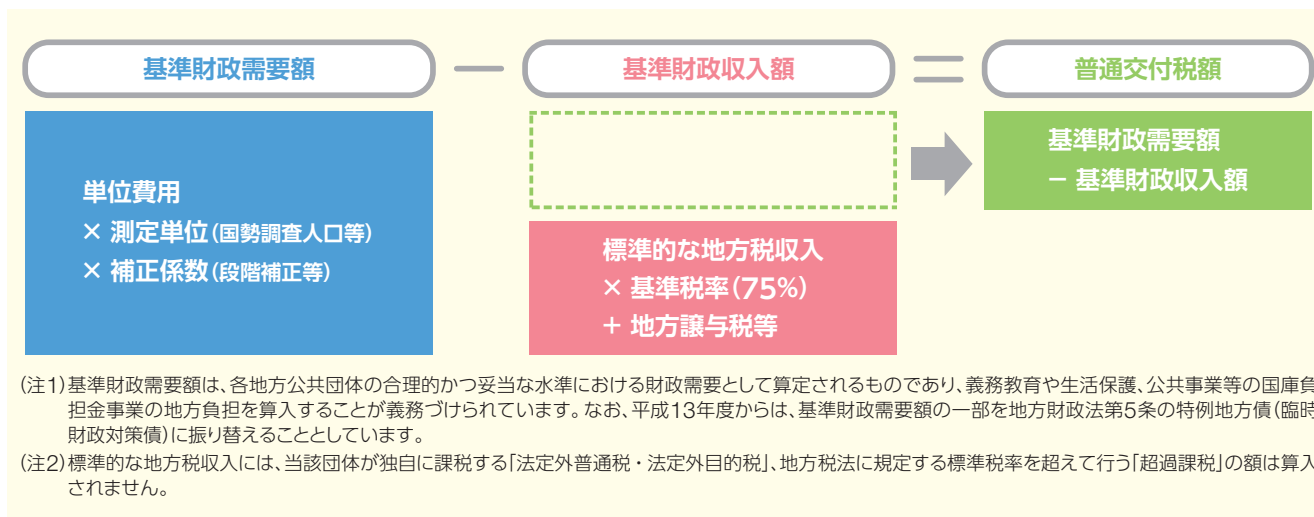 基準財政需要額 － 基準財政収入額 ＝ 普通交付税額
単位費用
× 測定単位(国勢調査人口等)
× 補正係数(段階補正等)
標準的な地方税収入
× 基準税率(75%)
＋ 地方譲与税等
基準財政需要額
－ 基準財政収入額
(注1)基準財政需要額は、各地方公共団体の合理的かつ妥当な水準における財政需要として算定されるものであり、義務教育や生活保護、公共事業等の国庫負
担金事業の地方負担を算入することが義務づけられています。なお、平成13年度からは、基準財政需要額の一部を地方財政法第5条の特例地方債(臨時
財政対策債)に振り替えることとしています。
(注2)標準的な地方税収入には、当該団体が独自に課税する「法定外普通税・法定外目的税」、地方税法に規定する標準税率を超えて行う「超過課税」の額は算入
されません。